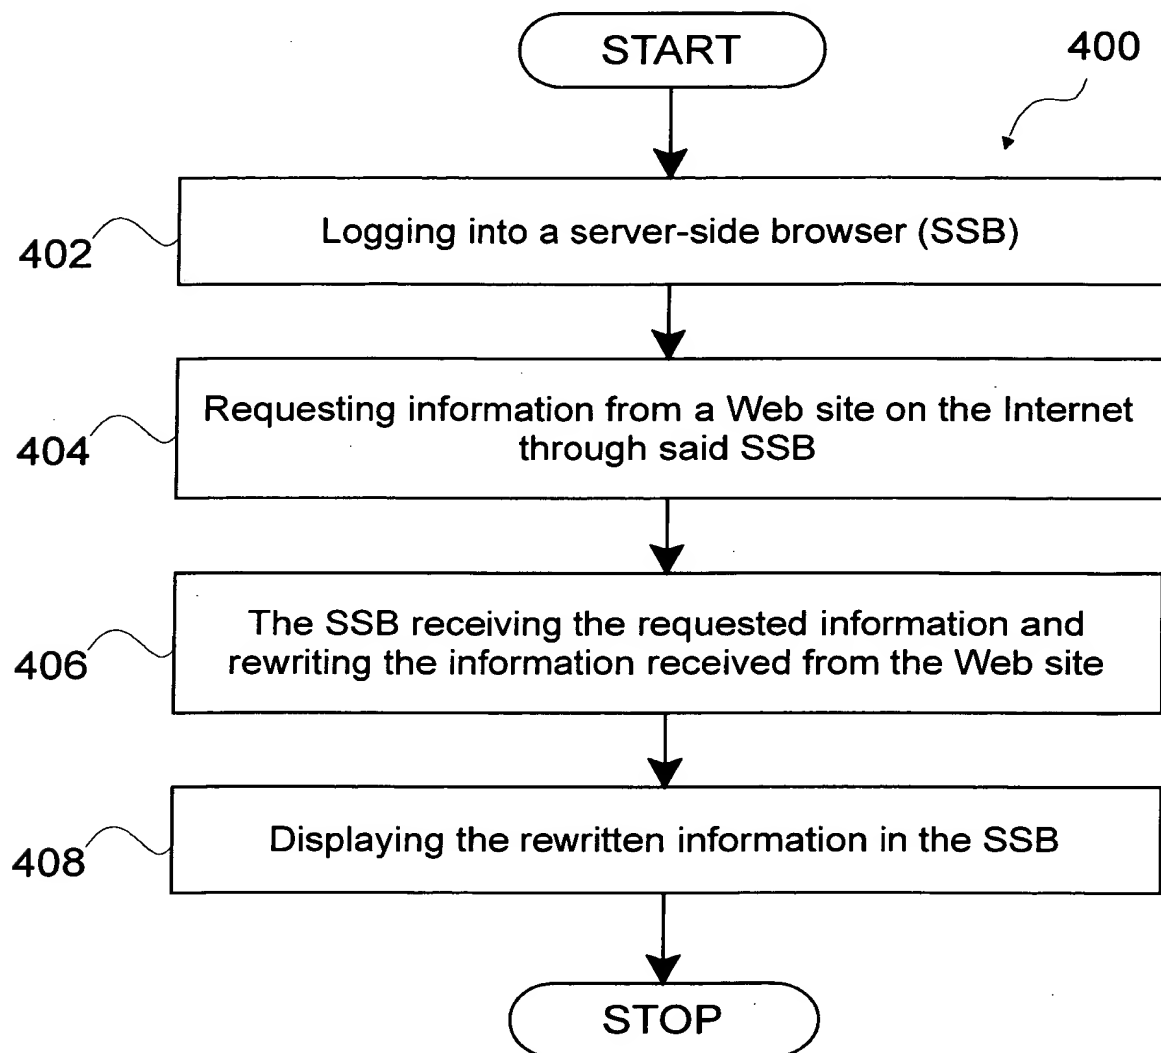 START
400
402
Logging into a server-side browser (SSB)
404
Requesting information from a Web site on the Internet
through said SSB
406
The SSB receiving the requested information and
rewriting the information received from the Web site
408
Displaying the rewritten information in the SSB
STOP